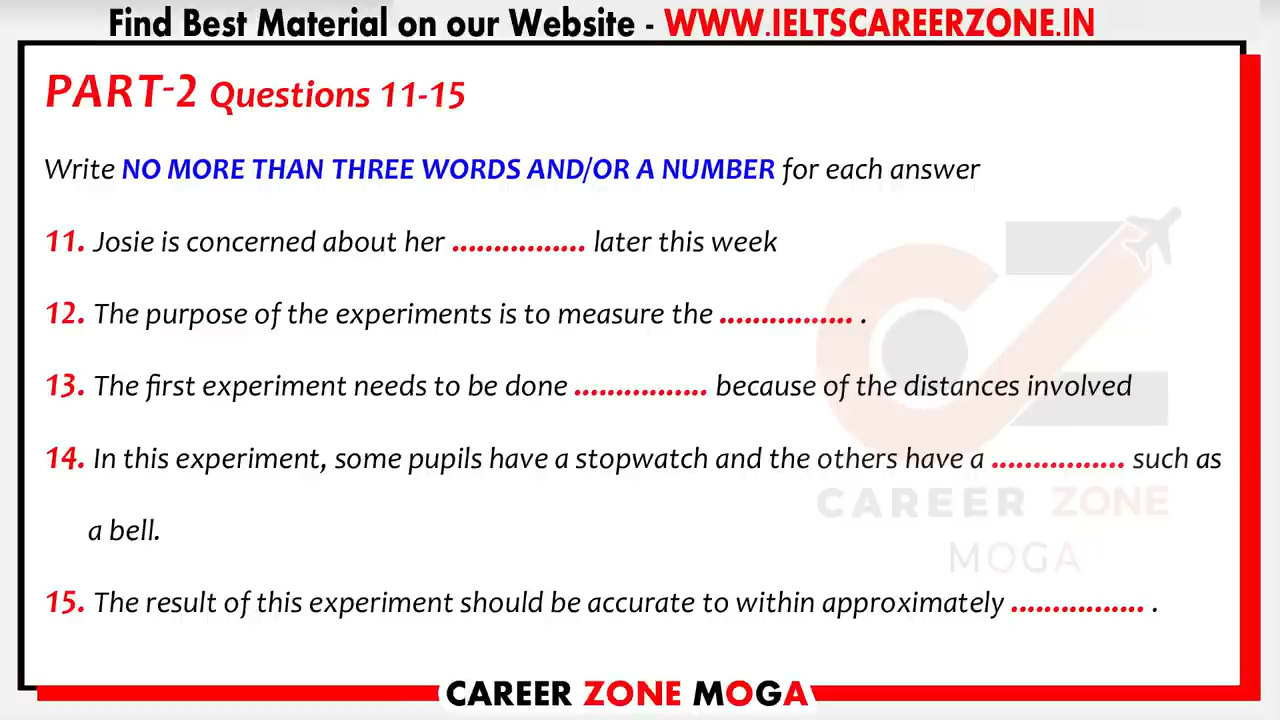 Find Best Material on our Website - WWW.IELTSCAREERZONE.IN
PART-2 Questions 11-15
Write NO MORE THAN THREE WORDS AND/OR A NUMBER for each answer
11. Josie is concerned about her ................ later this week
12. The purpose of the experiments is to measure the ................ .
13. The first experiment needs to be done ................ because of the distances involved
14. In this experiment, some pupils have a stopwatch and the others have a ................ such as
a bell.
15. The result of this experiment should be accurate to within approximately ................ .
CAREER ZONE
MOGA
CAREER ZONE MOGA